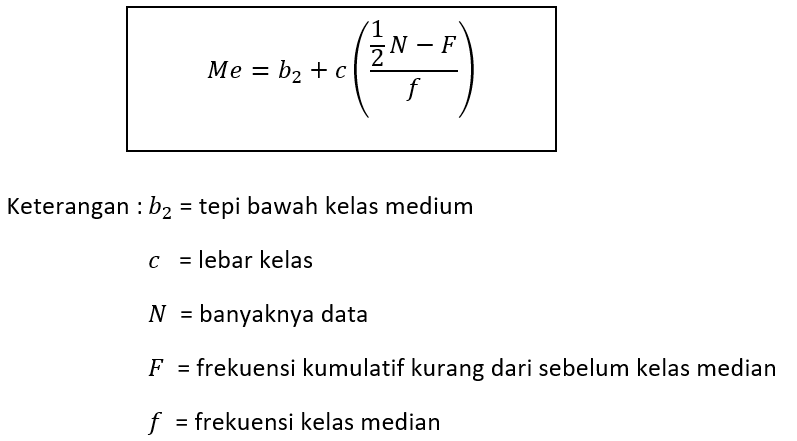 Me = b₂ + c ( (1/2 N − F) / f )
Keterangan : b₂ = tepi bawah kelas medium
c = lebar kelas
N = banyaknya data
F = frekuensi kumulatif kurang dari sebelum kelas median
f = frekuensi kelas median